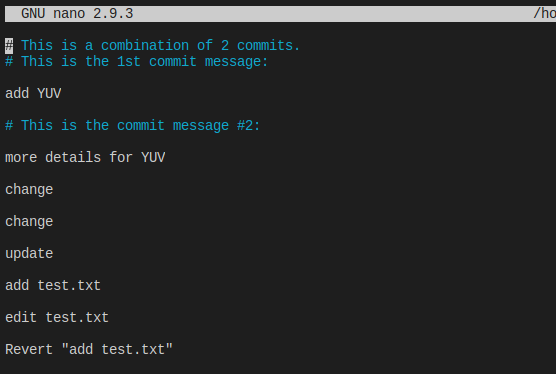 GNU nano 2.9.3 /ho
# This is a combination of 2 commits.
# This is the 1st commit message:
add YUV
# This is the commit message #2:
more details for YUV
change
change
update
add test.txt
edit test.txt
Revert "add test.txt"